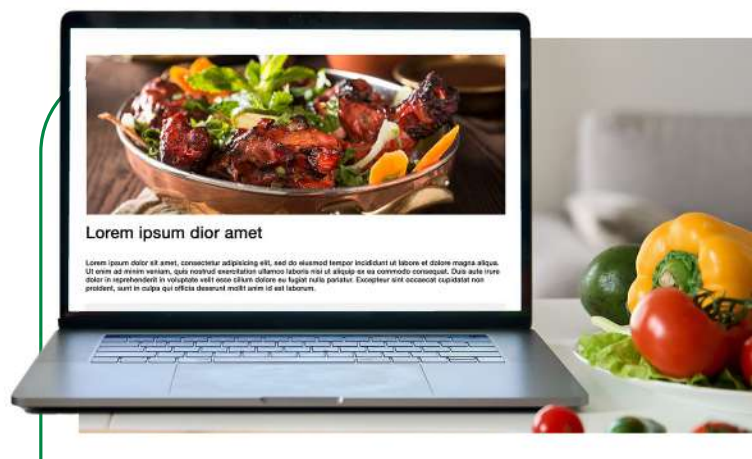 Lorem ipsum dior amet
Lorem ipsum dolor sit amet, consectetur adipisicing elit, sed do eiusmod tempor incididunt ut labore et dolore magna aliqua.
Ut enim ad minim veniam, quis nostrud exercitation ullamco laboris nisi ut aliquip ex ea commodo consequat. Duis aute irure
dolor in reprehenderit in voluptate velit esse cillum dolore eu fugiat nulla pariatur. Excepteur sint occaecat cupidatat non
proident, sunt in culpa qui officia deserunt mollit anim id est laborum.